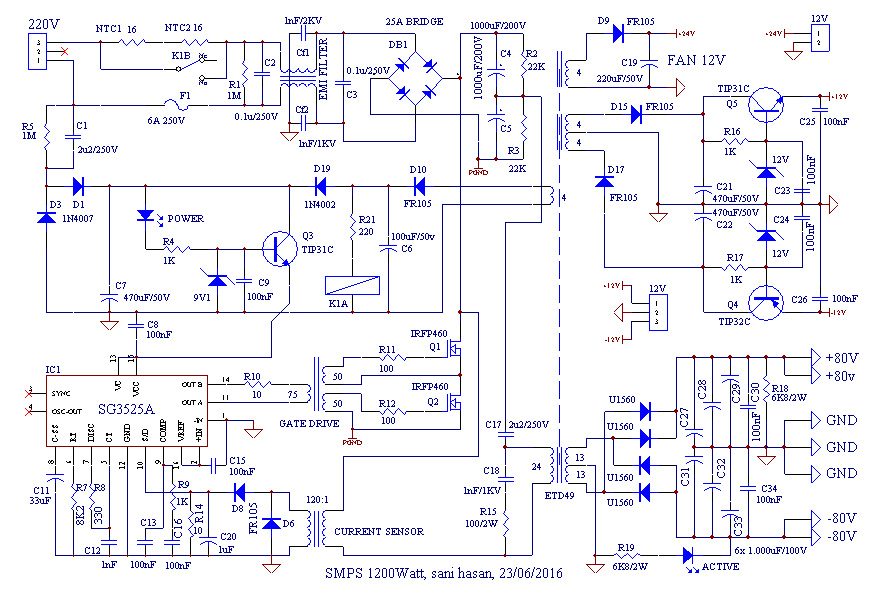 220V
NTC1 16
NTC2 16
1nF/2KV
25A BRIDGE
1000uF/200V
D9
FR105
+24V
+24V
12V
1
2
3
2
1
K1B
C2
Cf1
EMI FILTER
DB1
C4
R2
22K
4
C19
FAN 12V
220uF/50V
R1
1M
0.1u/250V
C3
1000uF/200V
F1
6A 250V
0.1u/250V
Cf2
1nF/1KV
C5
R3
22K
PGND
D15
FR105
4
4
TIP31C
Q5
+12V
C25
100nF
R16
1K
12V
100nF
C23
R5
1M
C1
2u2/250V
D17
FR105
C21
470uF/50V
470uF/50V
C22
C24
100nF
12V
R17
1K
D3
D1
1N4007
D19
1N4002
D10
FR105
4
POWER
R4
1K
Q3
TIP31C
R21
220
100uF/50v
C6
9V1
C9
100nF
K1A
C7
470uF/50V
C8
100nF
+12V
12V
1
2
3
-12V
Q4
TIP32C
C26
100nF
-12V
IC1
13
15
VC
VCC
3
SYNC
4
OSC-OUT
SG3525A
OUT B
14
OUT A
11
-IN
1
R10
10
75
50
50
GATE DRIVE
R11
100
R12
100
IRFP460
Q1
IRFP460
Q2
PGND
C-SS
RT
DISC
CT
GND
S/D
COMP
VREF
+IN
8
6
7
5
12
10
9
16
2
C15
100nF
C11
33uF
R7
8K2
R8
330
C12
1nF
C13
100nF
C16
100nF
R9
1K
R14
10
C20
1uF
D8
FR105
D6
120:1
CURRENT SENSOR
C17
2u2/250V
C18
1nF/1KV
R15
100/2W
24
13
13
ETD49
U1560
U1560
U1560
U1560
C27
C28
C29
C30
100nF
R18
6K8/2W
C31
C32
C33
C34
100nF
+80V
+80v
GND
GND
GND
-80V
-80V
6x 1.000uF/100V
R19
6K8/2W
ACTIVE
SMPS 1200Watt, sani hasan, 23/06/2016